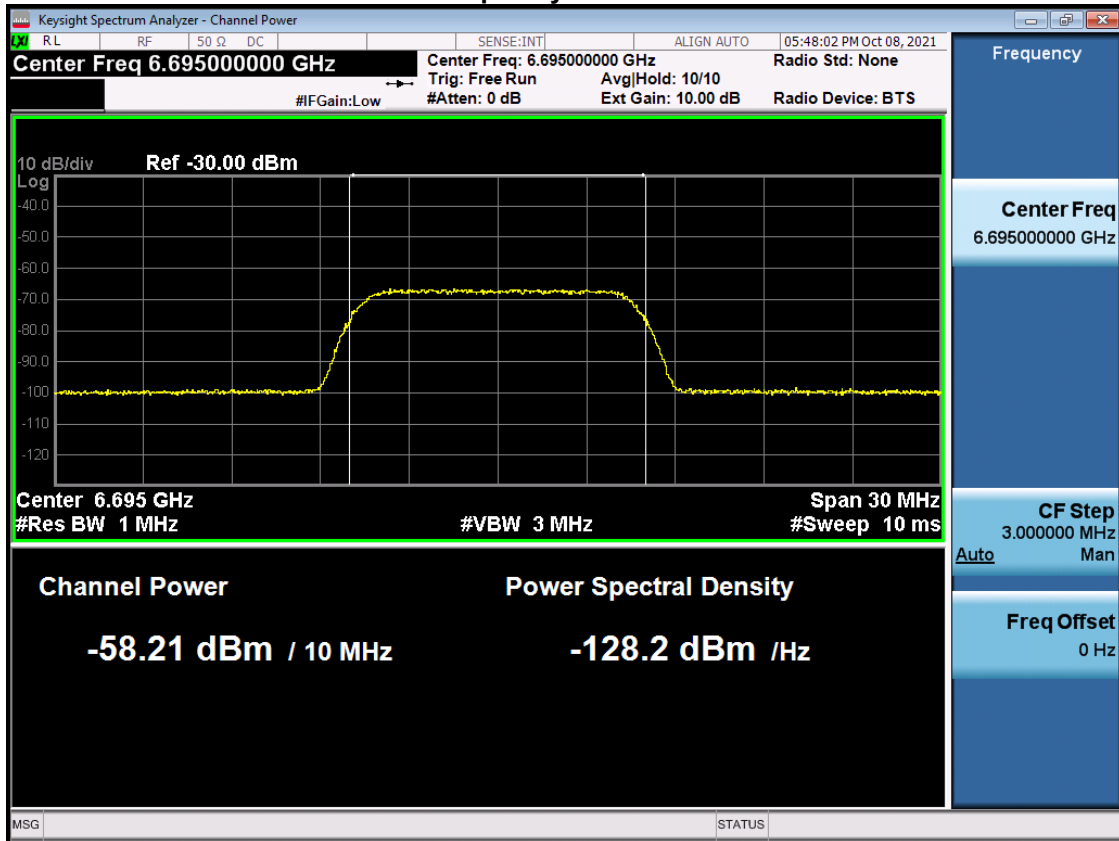 Keysight Spectrum Analyzer - Channel Power
LXI RL RF 50 Ω DC SENSE:INT ALIGN AUTO 05:48:02 PM Oct 08, 2021
Center Freq 6.695000000 GHz
#IFGain:Low
Center Freq: 6.695000000 GHz
Trig: Free Run Avg|Hold: 10/10
#Atten: 0 dB Ext Gain: 10.00 dB
Radio Std: None
Radio Device: BTS
10 dB/div Ref -30.00 dBm
Log
-40.0
-50.0
-60.0
-70.0
-80.0
-90.0
-100
-110
-120
Center 6.695 GHz Span 30 MHz
#Res BW 1 MHz #VBW 3 MHz #Sweep 10 ms
Channel Power Power Spectral Density
-58.21 dBm / 10 MHz -128.2 dBm /Hz
Frequency
Center Freq
6.695000000 GHz
CF Step
3.000000 MHz
Auto Man
Freq Offset
0 Hz
MSG STATUS